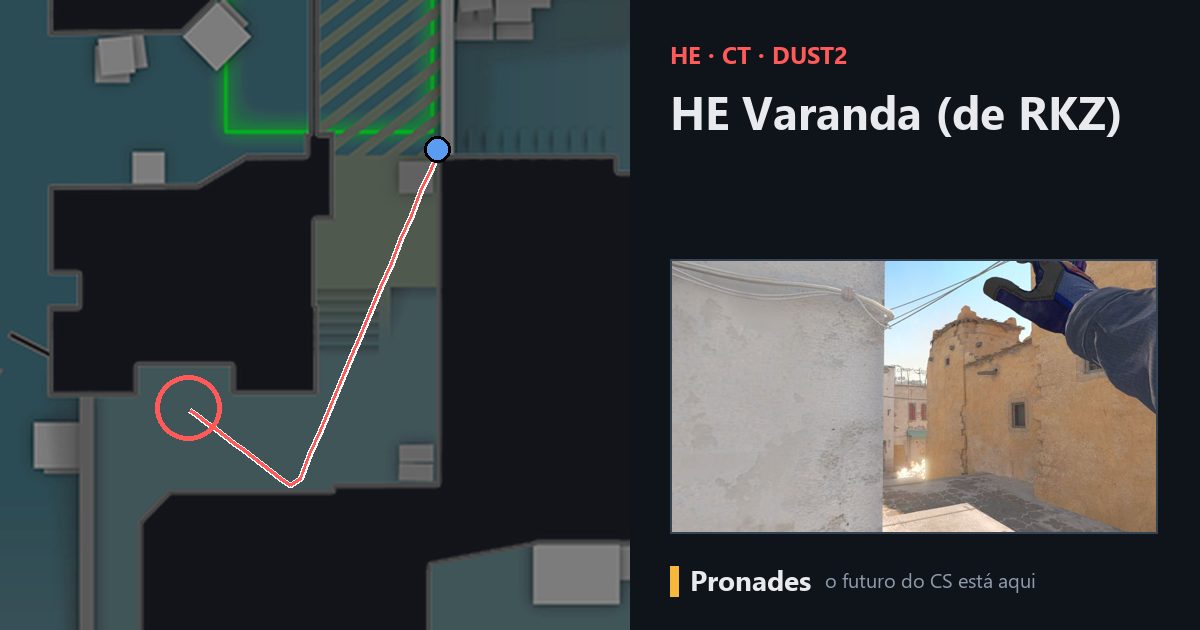 HE · CT · DUST2
HE Varanda (de RKZ)
Pronades o futuro do CS está aqui